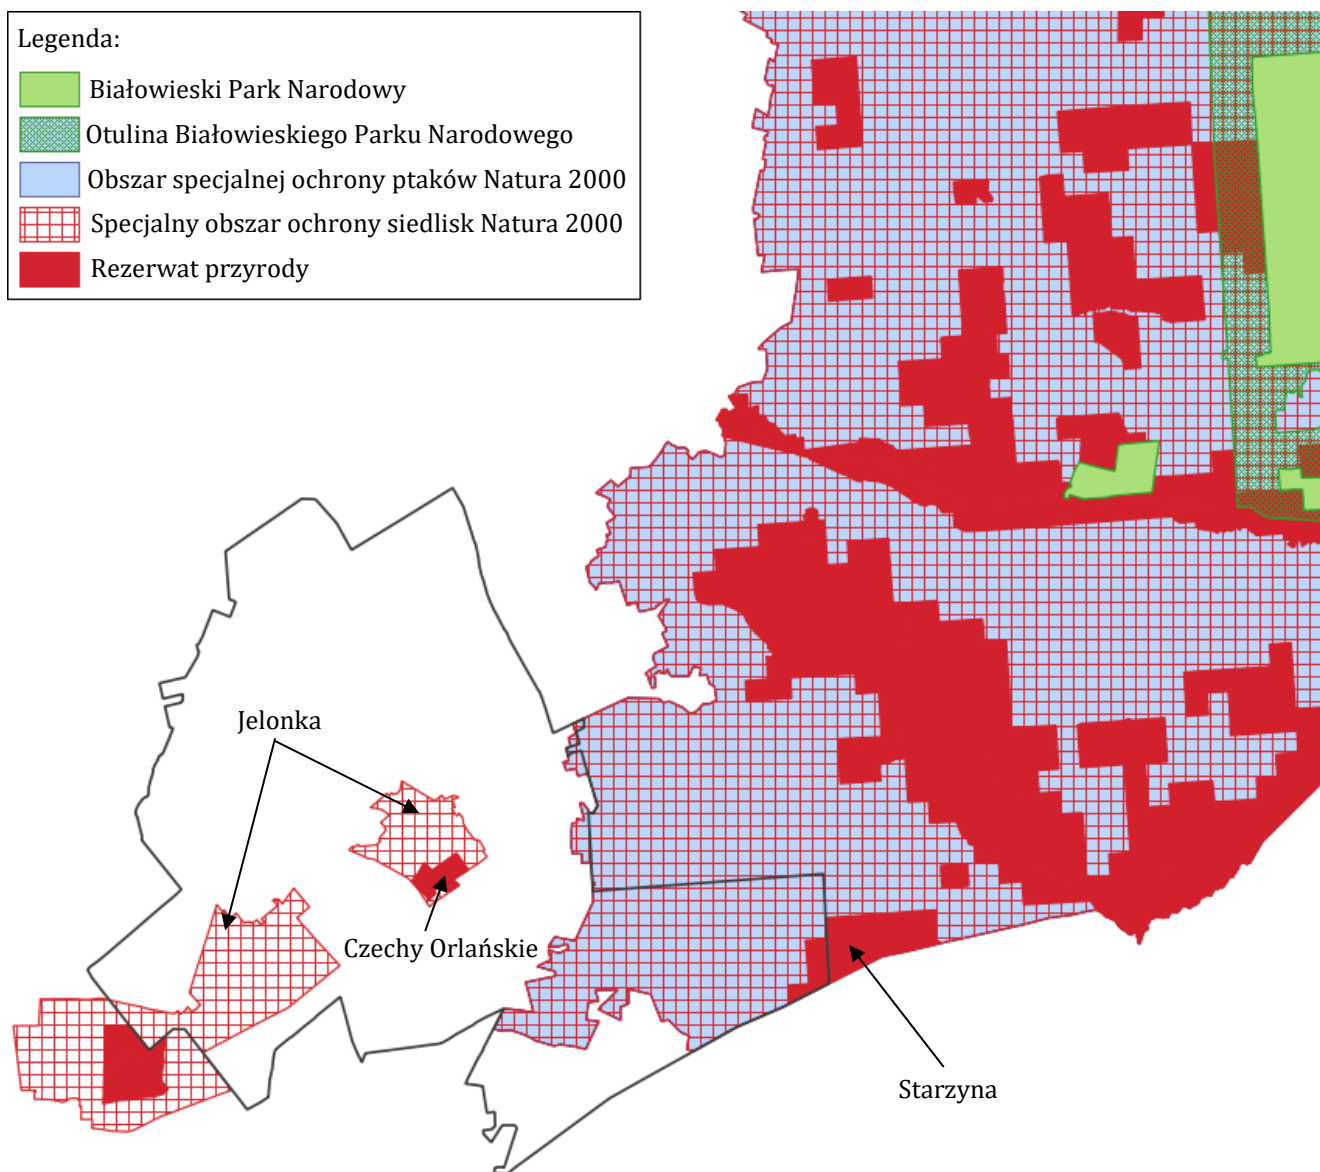 Legenda:
Białowieski Park Narodowy
Otulina Białowieskiego Parku Narodowego
Obszar specjalnej ochrony ptaków Natura 2000
Specjalny obszar ochrony siedlisk Natura 2000
Rezerwat przyrody
Jelonka
Czechy Orlańskie
Starzyna